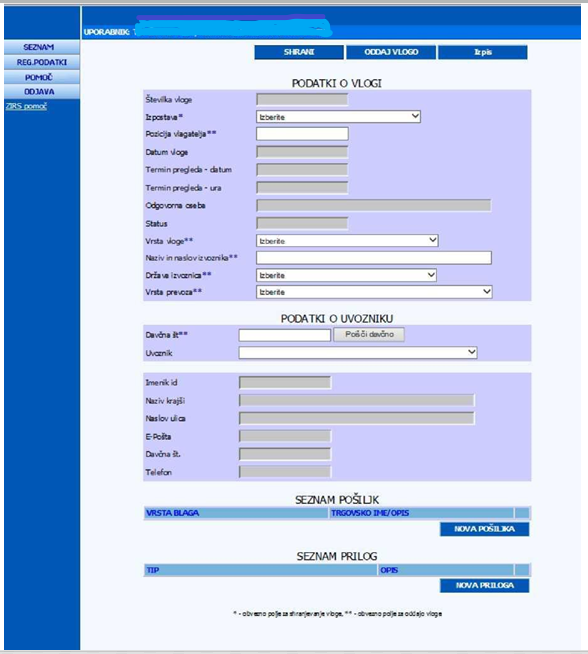 UPORABNIK:
SEZNAM
REG.PODATKI
POMOČ
ODJAVA
ZIRS pomoč
SHRANI ODDAJ VLOGO Izpis
PODATKI O VLOGI
Številka vloge
Izpostava* Izberite
Pozicija vlagatelja**
Datum vloge
Termin pregleda - datum
Termin pregleda - ura
Odgovorna oseba
Status
Vrsta vloge** Izberite
Naziv in naslov izvoznika**
Država izvoznica** Izberite
Vrsta prevoza** Izberite
PODATKI O UVOZNIKU
Davčna št** Poišči davčno
Uvoznik
Imenik id
Naziv krajši
Naslov ulica
E-Pošta
Davčna št.
Telefon
SEZNAM POŠILJK
VRSTA BLAGA TRGOVSKO IME/OPIS
NOVA POŠILJKA
SEZNAM PRILOG
TIP OPIS
NOVA PRILOGA
* - obvezno polje za shranjevanje vloge, ** - obvezno polje za oddajo vloge